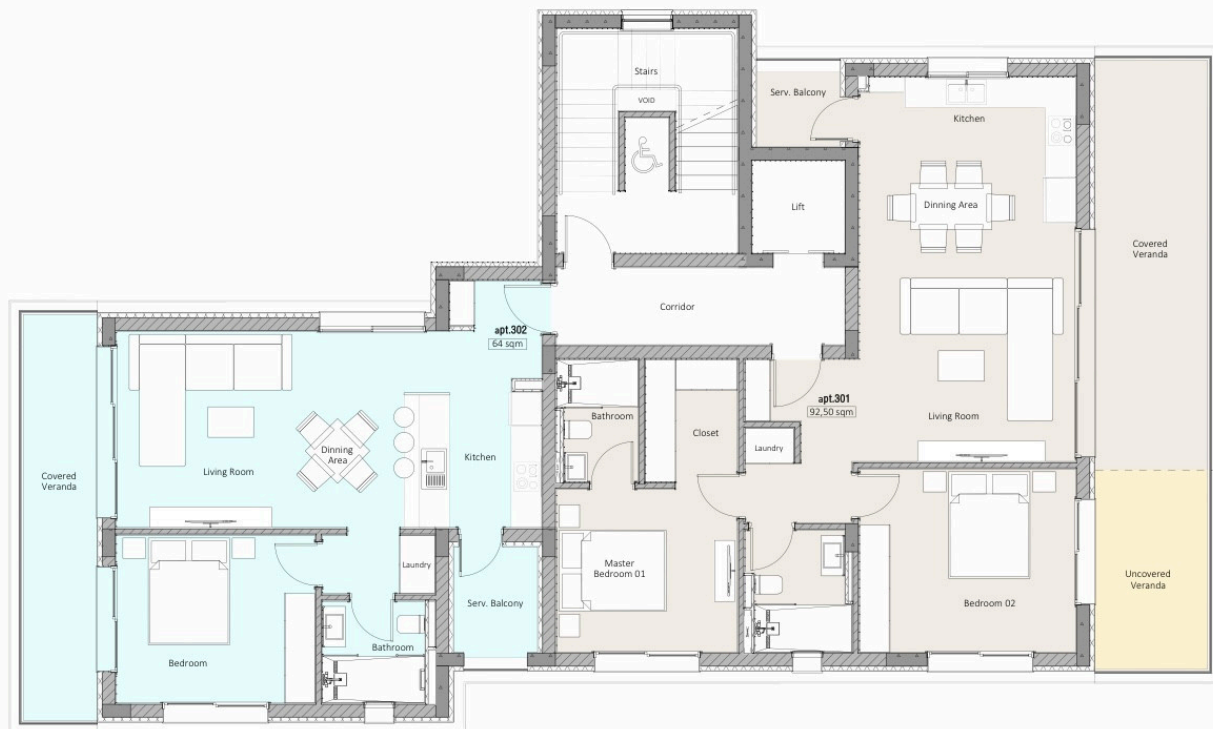 Stairs
VOID
Serv. Balcony
Kitchen
Lift
Dinning Area
Covered
Veranda
Corridor
apt.302
64 sqm
apt.301
92,50 sqm
Living Room
Bathroom
Closet
Laundry
Dinning
Area
Kitchen
Living Room
Covered
Veranda
Master
Bedroom 01
Laundry
Uncovered
Veranda
Bedroom 02
Serv. Balcony
Bathroom
Bedroom